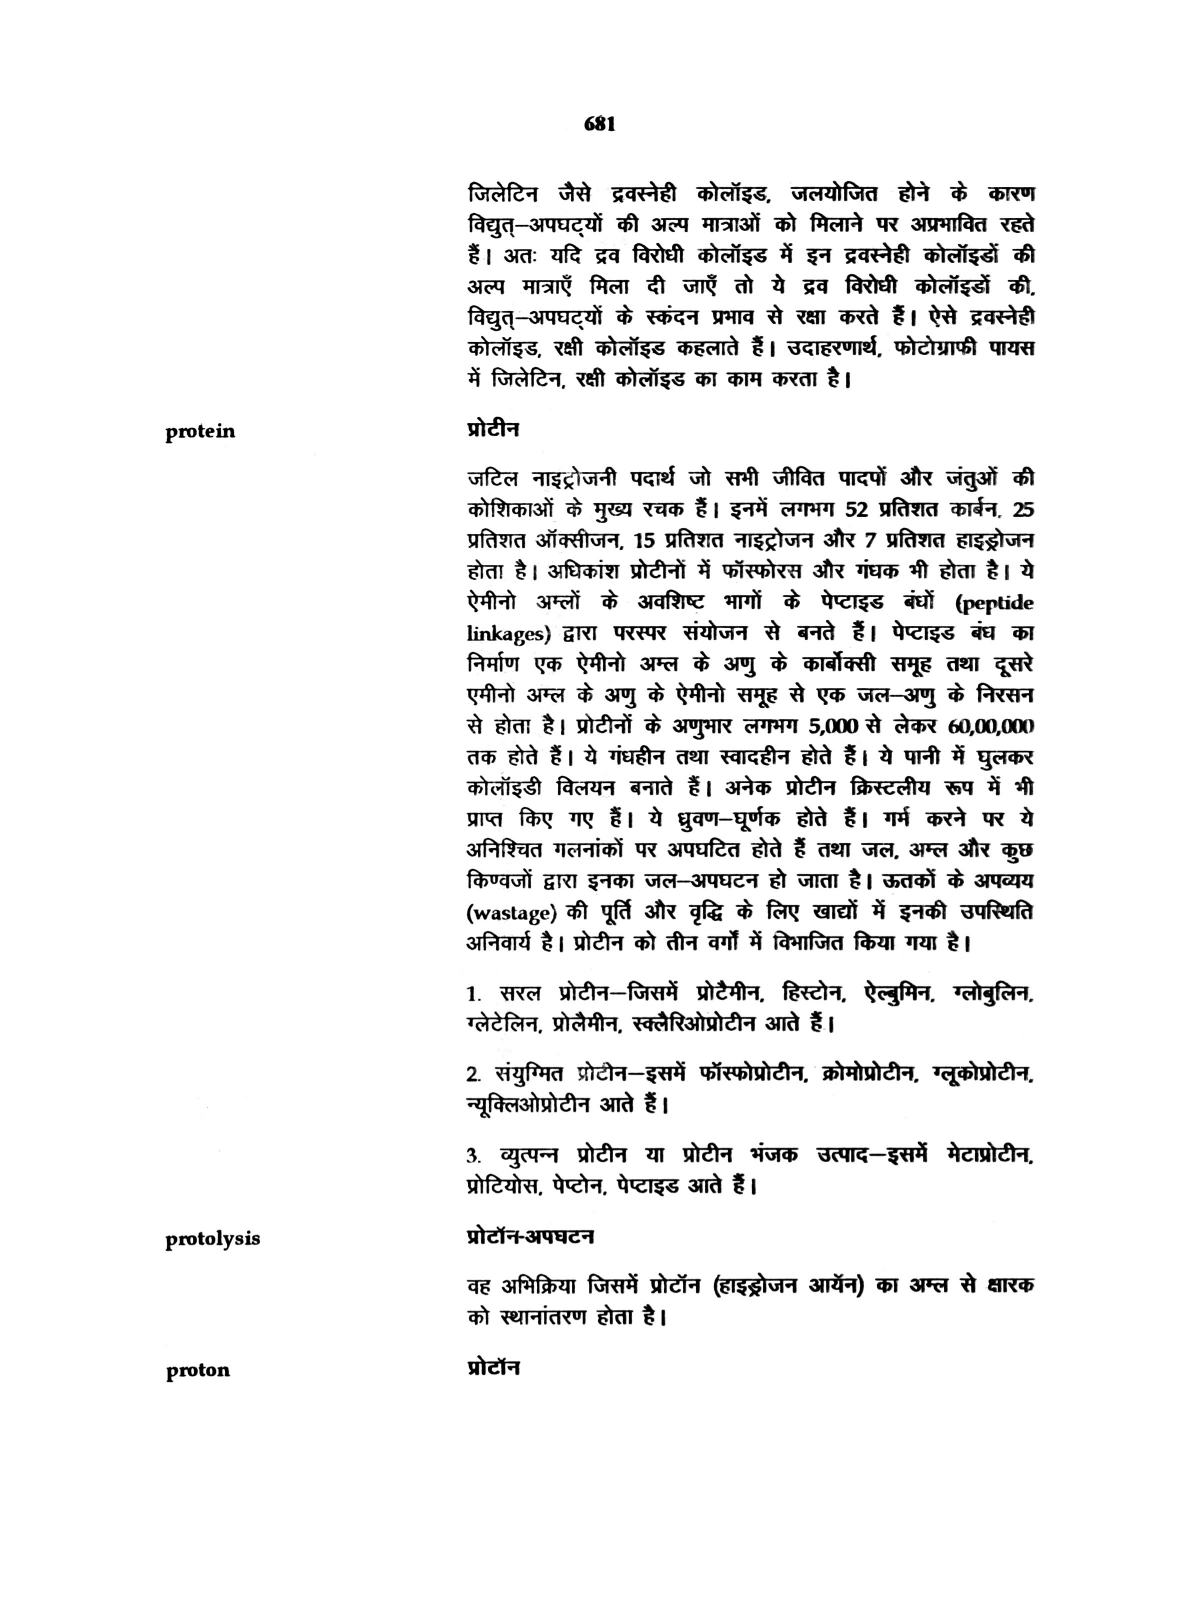 681
जिलेटिन जैसे द्रवस्नेही कोलॉइड, जलयोजित होने के कारण
विद्युत्–अपघट्यों की अल्प मात्राओं को मिलाने पर अप्रभावित रहते
हैं। अतः यदि द्रव विरोधी कोलॉइड में इन द्रवस्नेही कोलॉइडों की
अल्प मात्राएँ मिला दी जाएँ तो ये द्रव विरोधी कोलॉइडों की,
विद्युत्–अपघट्यों के स्कंदन प्रभाव से रक्षा करते हैं। ऐसे द्रवस्नेही
कोलॉइड, रक्षी कोलॉइड कहलाते हैं। उदाहरणार्थ, फोटोग्राफी पायस
में जिलेटिन, रक्षी कोलॉइड का काम करता है।
protein प्रोटीन
जटिल नाइट्रोजनी पदार्थ जो सभी जीवित पादपों और जंतुओं की
कोशिकाओं के मुख्य रचक हैं। इनमें लगभग 52 प्रतिशत कार्बन, 25
प्रतिशत ऑक्सीजन, 15 प्रतिशत नाइट्रोजन और 7 प्रतिशत हाइड्रोजन
होता है। अधिकांश प्रोटीनों में फॉस्फोरस और गंधक भी होता है। ये
ऐमीनो अम्लों के अवशिष्ट भागों के पेप्टाइड बंधों (peptide
linkages) द्वारा परस्पर संयोजन से बनते हैं। पेप्टाइड बंध का
निर्माण एक ऐमीनो अम्ल के अणु के कार्बोक्सी समूह तथा दूसरे
एमीनो अम्ल के अणु के ऐमीनो समूह से एक जल–अणु के निरसन
से होता है। प्रोटीनों के अणुभार लगभग 5,000 से लेकर 60,00,000
तक होते हैं। ये गंधहीन तथा स्वादहीन होते हैं। ये पानी में घुलकर
कोलॉइडी विलयन बनाते हैं। अनेक प्रोटीन क्रिस्टलीय रूप में भी
प्राप्त किए गए हैं। ये ध्रुवण–घूर्णक होते हैं। गर्म करने पर ये
अनिश्चित गलनांकों पर अपघटित होते हैं तथा जल, अम्ल और कुछ
किण्वजों द्वारा इनका जल–अपघटन हो जाता है। ऊतकों के अपव्यय
(wastage) की पूर्ति और वृद्धि के लिए खाद्यों में इनकी उपस्थिति
अनिवार्य है। प्रोटीन को तीन वर्गों में विभाजित किया गया है।
1. सरल प्रोटीन–जिसमें प्रोटैमीन, हिस्टोन, ऐल्बुमिन, ग्लोबुलिन,
ग्लेटेलिन, प्रोलैमीन, स्क्लैरिओप्रोटीन आते हैं।
2. संयुग्मित प्रोटीन–इसमें फॉस्फोप्रोटीन, क्रोमोप्रोटीन, ग्लूकोप्रोटीन,
न्यूक्लिओप्रोटीन आते हैं।
3. व्युत्पन्न प्रोटीन या प्रोटीन भंजक उत्पाद–इसमें मेटाप्रोटीन,
प्रोटियोस, पेप्टोन, पेप्टाइड आते हैं।
protolysis प्रोटॉन-अपघटन
वह अभिक्रिया जिसमें प्रोटॉन (हाइड्रोजन आयॅन) का अम्ल से क्षारक
को स्थानांतरण होता है।
proton प्रोटॉन